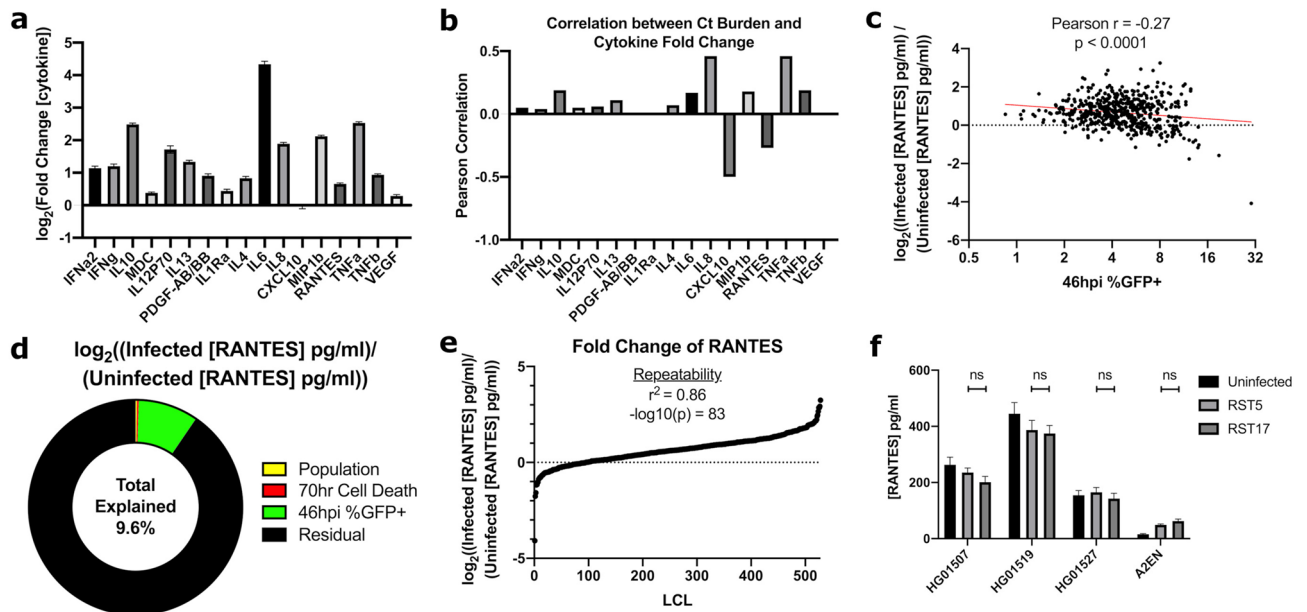 a
log2(Fold Change [cytokine])
5
4
3
2
1
0
-1
IFNa2
IFNg
IL10
MDC
IL12P70
IL13
PDGF-AB/BB
IL1Ra
IL4
IL6
IL8
CXCL10
MIP1b
RANTES
TNFa
TNFb
VEGF
b
Correlation between Ct Burden and
Cytokine Fold Change
Pearson Correlation
0.5
0.0
-0.5
-1.0
IFNa2
IFNg
IL10
MDC
IL12P70
IL13
PDGF-AB/BB
IL1Ra
IL4
IL6
IL8
CXCL10
MIP1b
RANTES
TNFa
TNFb
VEGF
c
Pearson r = -0.27
p < 0.0001
log2((Infected [RANTES] pg/ml) /
(Uninfected [RANTES] pg/ml))
4
2
0
-2
-4
-6
0.5
1
2
4
8
16
32
46hpi %GFP+
d
log2((Infected [RANTES] pg/ml)/
(Uninfected [RANTES] pg/ml))
Total
Explained
9.6%
Population
70hr Cell Death
46hpi %GFP+
Residual
e
Fold Change of RANTES
Repeatability
r2 = 0.86
-log10(p) = 83
log2((Infected [RANTES] pg/ml)/
(Uninfected [RANTES] pg/ml))
5
0
-5
0
100
200
300
400
500
LCL
f
[RANTES] pg/ml
600
400
200
0
ns
ns
ns
ns
Uninfected
RST5
RST17
HG01507
HG01519
HG01527
A2EN